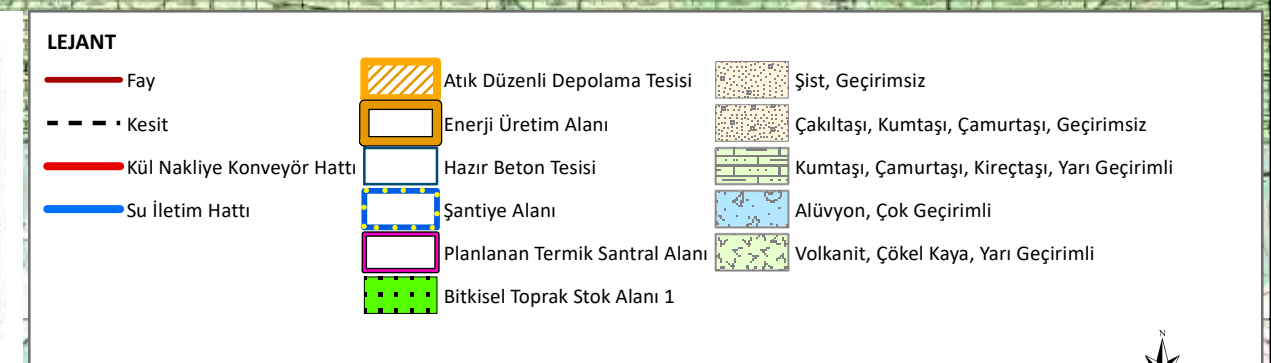 LEJANT
Fay
Kesit
Kül Nakliye Konveyör Hattı
Su İletim Hattı
Atık Düzenli Depolama Tesisi
Enerji Üretim Alanı
Hazır Beton Tesisi
Şantiye Alanı
Planlanan Termik Santral Alanı
Bitkisel Toprak Stok Alanı 1
Şist, Geçirimsiz
Çakıltaşı, Kumtaşı, Çamurtaşı, Geçirimsiz
Kumtaşı, Çamurtaşı, Kireçtaşı, Yarı Geçirimli
Alüvyon, Çok Geçirimli
Volkanit, Çökel Kaya, Yarı Geçirimli
N